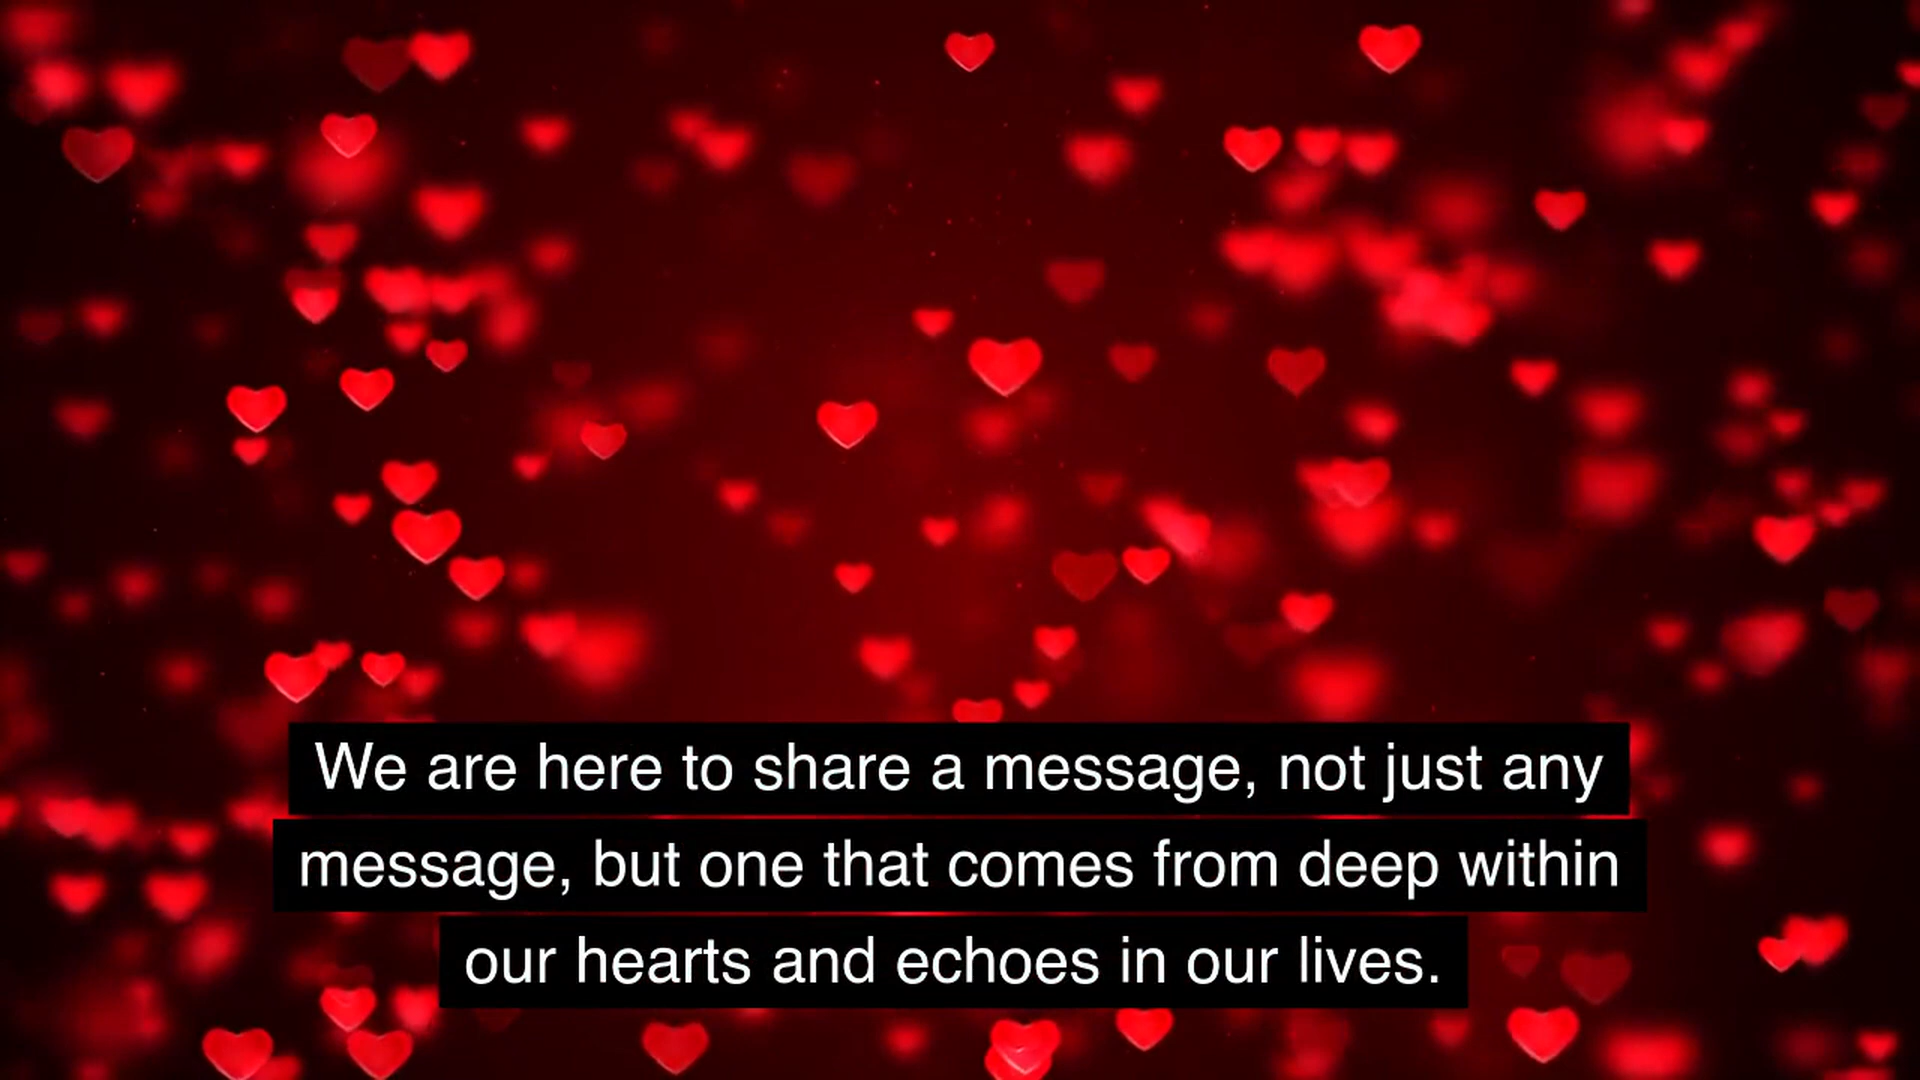 We are here to share a message, not just any
message, but one that comes from deep within
our hearts and echoes in our lives.